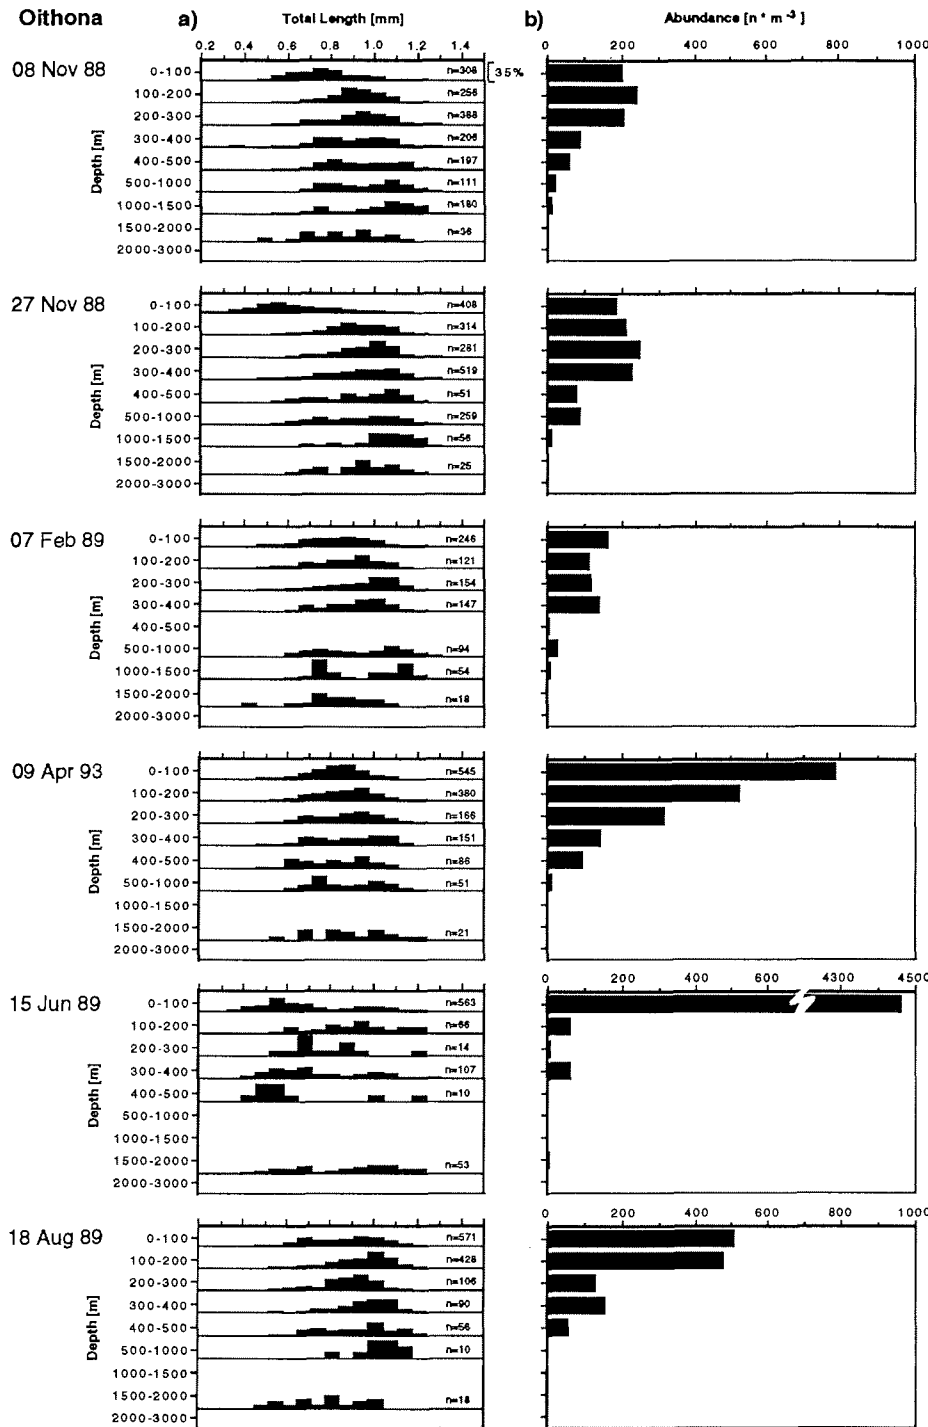 Oithona a) Total Length [mm] b) Abundance [n * m -3]
0.2 0.4 0.6 0.8 1.0 1.2 1.4 0 200 400 600 800 1000
08 Nov 88
Depth [m]
0-100 n=308 35%
100-200 n=256
200-300 n=388
300-400 n=206
400-500 n=197
500-1000 n=111
1000-1500 n=180
1500-2000 n=36
2000-3000
27 Nov 88
Depth [m]
0-100 n=408
100-200 n=314
200-300 n=281
300-400 n=519
400-500 n=51
500-1000 n=259
1000-1500 n=56
1500-2000 n=25
2000-3000
07 Feb 89
Depth [m]
0-100 n=246
100-200 n=121
200-300 n=154
300-400 n=147
400-500
500-1000 n=94
1000-1500 n=54
1500-2000 n=18
2000-3000
09 Apr 93
Depth [m]
0-100 n=545
100-200 n=380
200-300 n=166
300-400 n=151
400-500 n=86
500-1000 n=51
1000-1500
1500-2000 n=21
2000-3000
0 200 400 600 4300 4500
15 Jun 89
Depth [m]
0-100 n=563
100-200 n=66
200-300 n=14
300-400 n=107
400-500 n=10
500-1000
1000-1500
1500-2000 n=53
2000-3000
0 200 400 600 800 1000
18 Aug 89
Depth [m]
0-100 n=571
100-200 n=428
200-300 n=106
300-400 n=90
400-500 n=56
500-1000 n=10
1000-1500
1500-2000 n=18
2000-3000